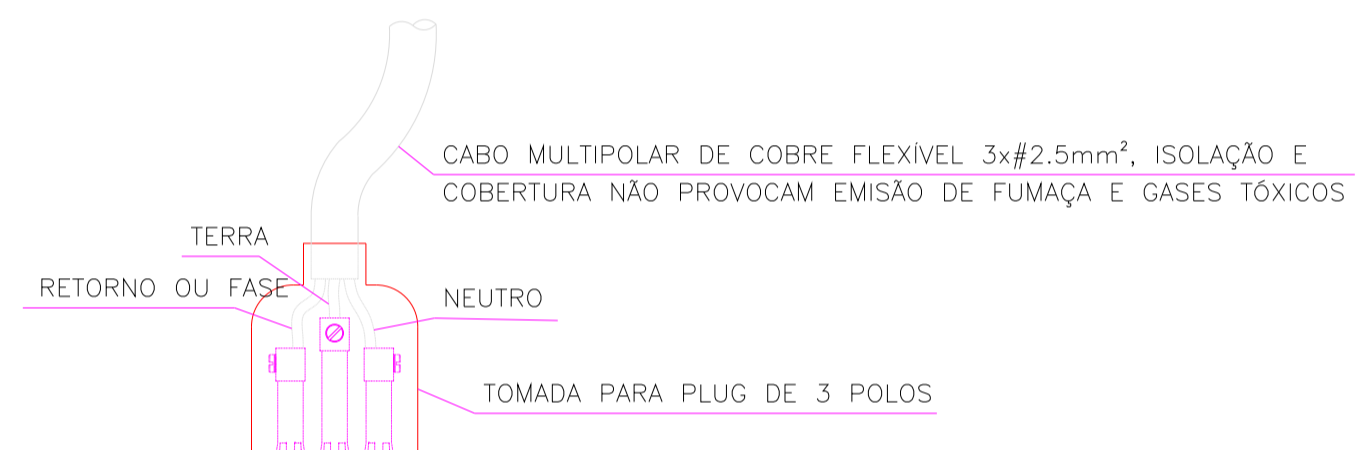 CABO MULTIPOLAR DE COBRE FLEXÍVEL 3x#2.5mm², ISOLAÇÃO E
COBERTURA NÃO PROVOCAM EMISÃO DE FUMAÇA E GASES TÓXICOS
TERRA
RETORNO OU FASE
NEUTRO
TOMADA PARA PLUG DE 3 POLOS